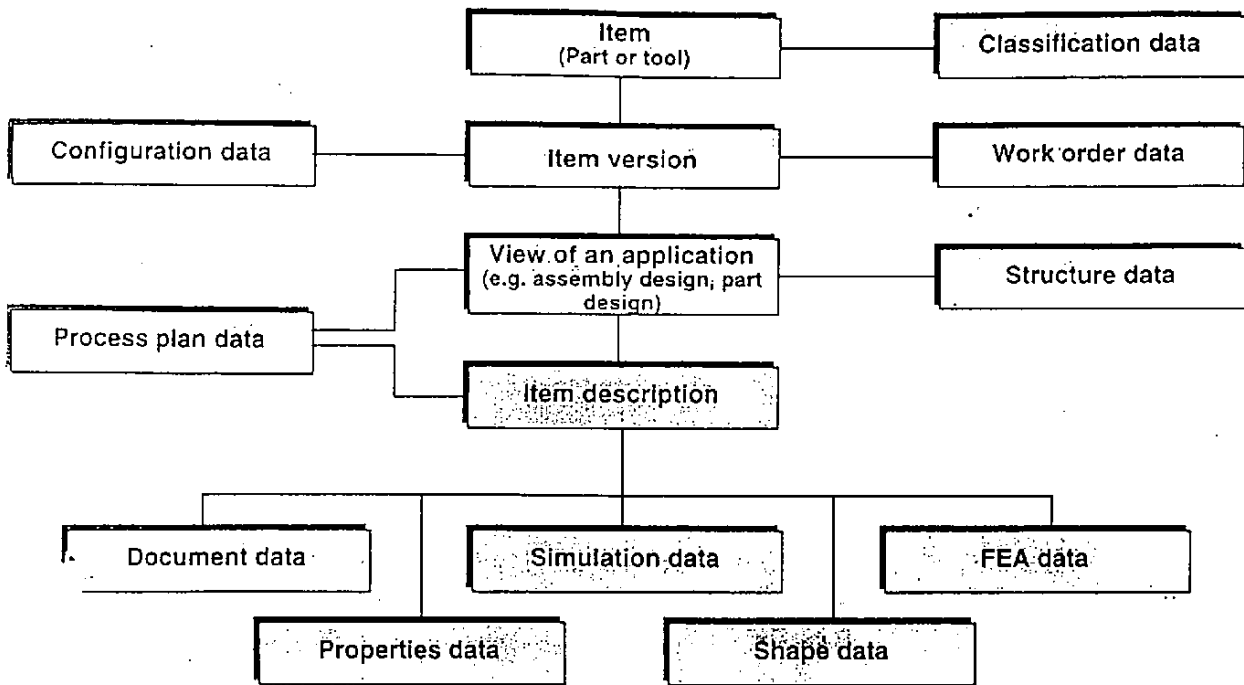 Item
(Part or tool)
Classification data
Configuration data
Item version
Work order data
View of an application
(e.g. assembly design, part
design)
Structure data
Process plan data
Item description
Document data
Simulation data
FEA data
Properties data
Shape data